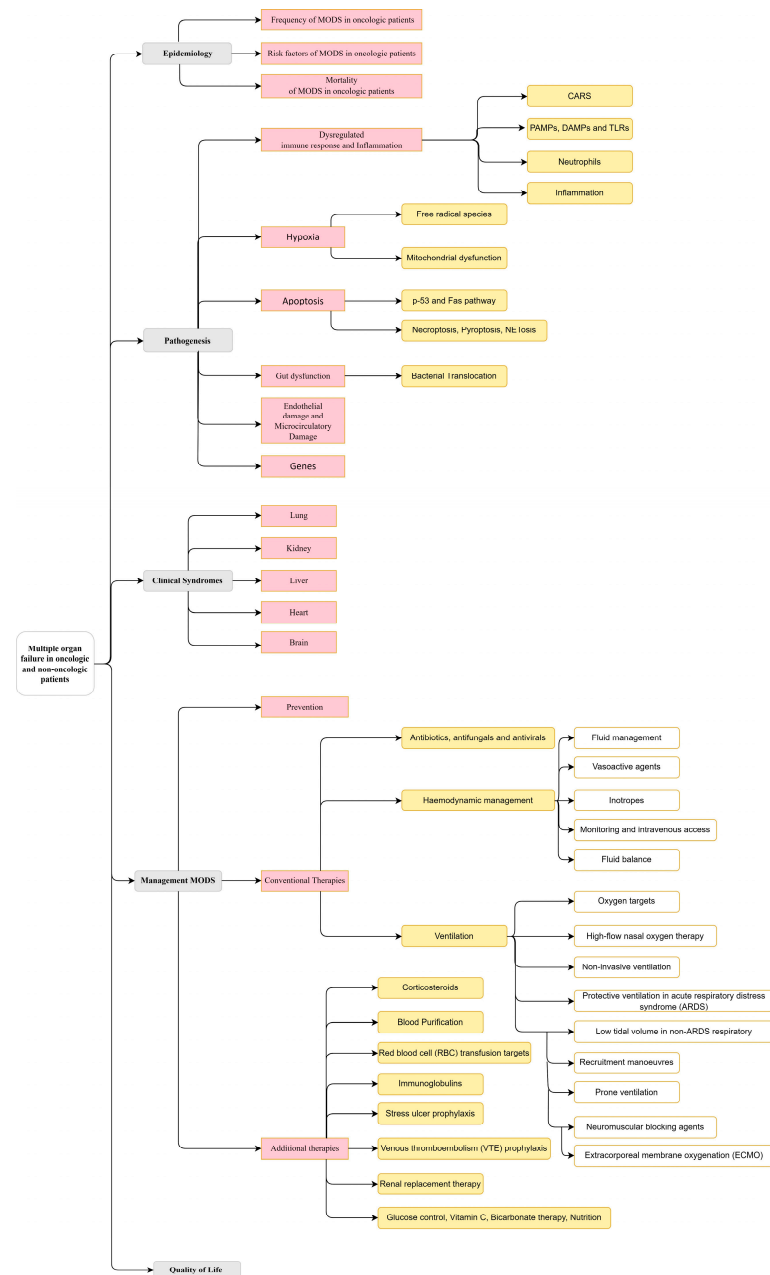 Frequency of MODS in oncologic patients
Epidemiology
Risk factors of MODS in oncologic patients
Mortality
of MODS in oncologic patients
CARS
Dysregulated
immune response and Inflammation
PAMPs, DAMPs and TLRs
Neutrophils
Inflammation
Free radical species
Hypoxia
Mitochondrial dysfunction
Apoptosis
p-53 and Fas pathway
Necroptosis, Pyroptosis, NETosis
Pathogenesis
Gut dysfunction
Bacterial Translocation
Endothelial
damage and
Microcirculatory
Damage
Genes
Lung
Kidney
Clinical Syndromes
Liver
Heart
Brain
Multiple organ
failure in oncologic
and non-oncologic
patients
Prevention
Antibiotics, antifungals and antivirals
Fluid management
Vasoactive agents
Haemodynamic management
Inotropes
Monitoring and intravenous access
Fluid balance
Management MODS
Conventional Therapies
Oxygen targets
Ventilation
High-flow nasal oxygen therapy
Non-invasive ventilation
Protective ventilation in acute respiratory distress
syndrome (ARDS)
Low tidal volume in non-ARDS respiratory
Recruitment manoeuvres
Prone ventilation
Neuromuscular blocking agents
Extracorporeal membrane oxygenation (ECMO)
Corticosteroids
Blood Purification
Red blood cell (RBC) transfusion targets
Immunoglobulins
Stress ulcer prophylaxis
Additional therapies
Venous thromboembolism (VTE) prophylaxis
Renal replacement therapy
Glucose control, Vitamin C, Bicarbonate therapy, Nutrition
Quality of Life